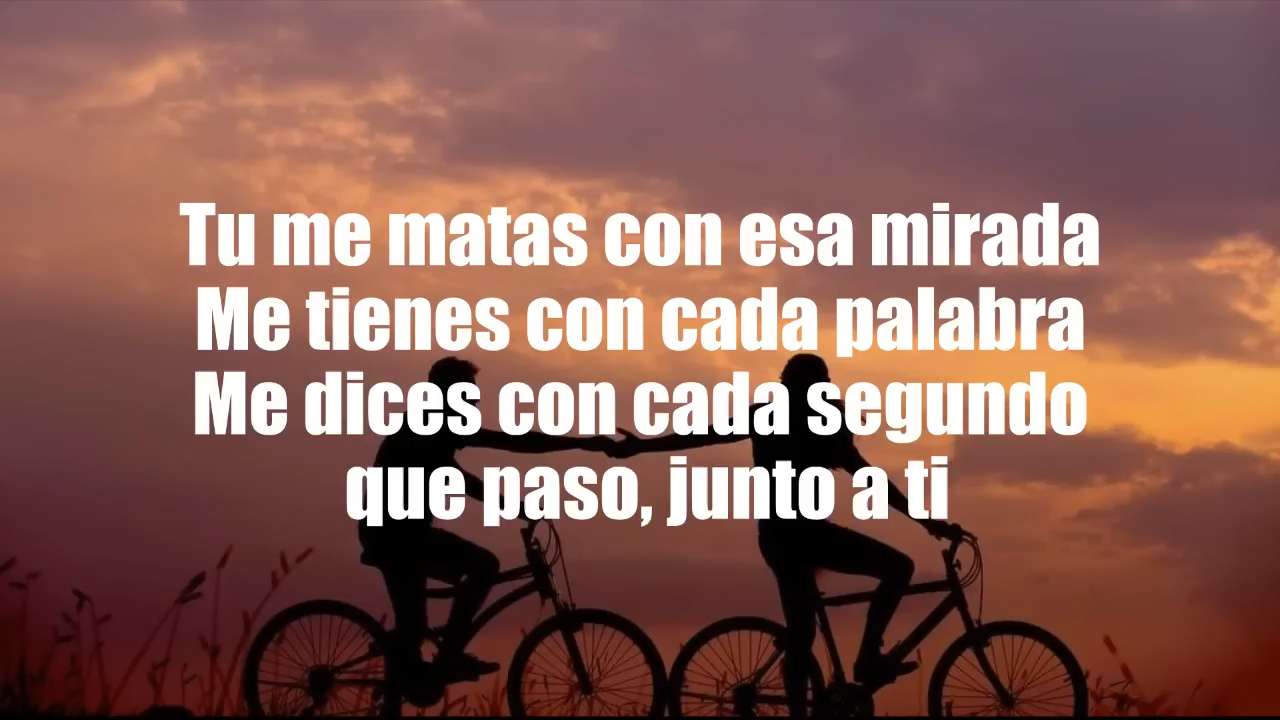 Tu me matas con esa mirada
Me tienes con cada palabra
Me dices con cada segundo
que paso, junto a ti